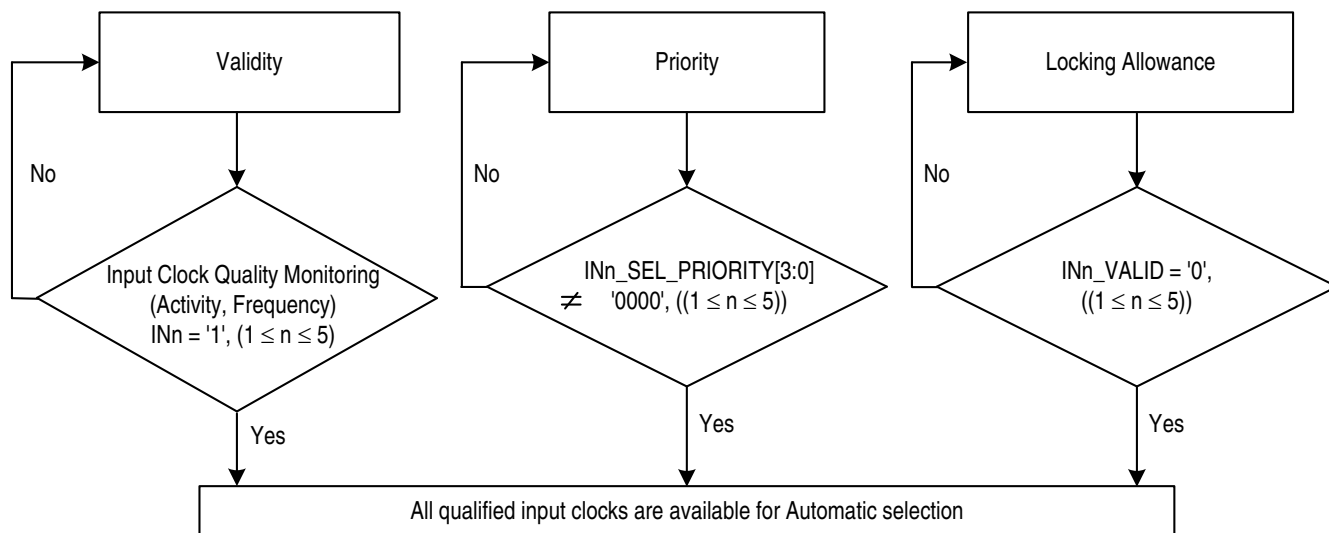 Validity
Priority
Locking Allowance
No
No
No
Input Clock Quality Monitoring
(Activity, Frequency)
INn = '1', (1 ≤ n ≤ 5)
INn_SEL_PRIORITY[3:0]
≠ '0000', ((1 ≤ n ≤ 5))
INn_VALID = '0',
((1 ≤ n ≤ 5))
Yes
Yes
Yes
All qualified input clocks are available for Automatic selection